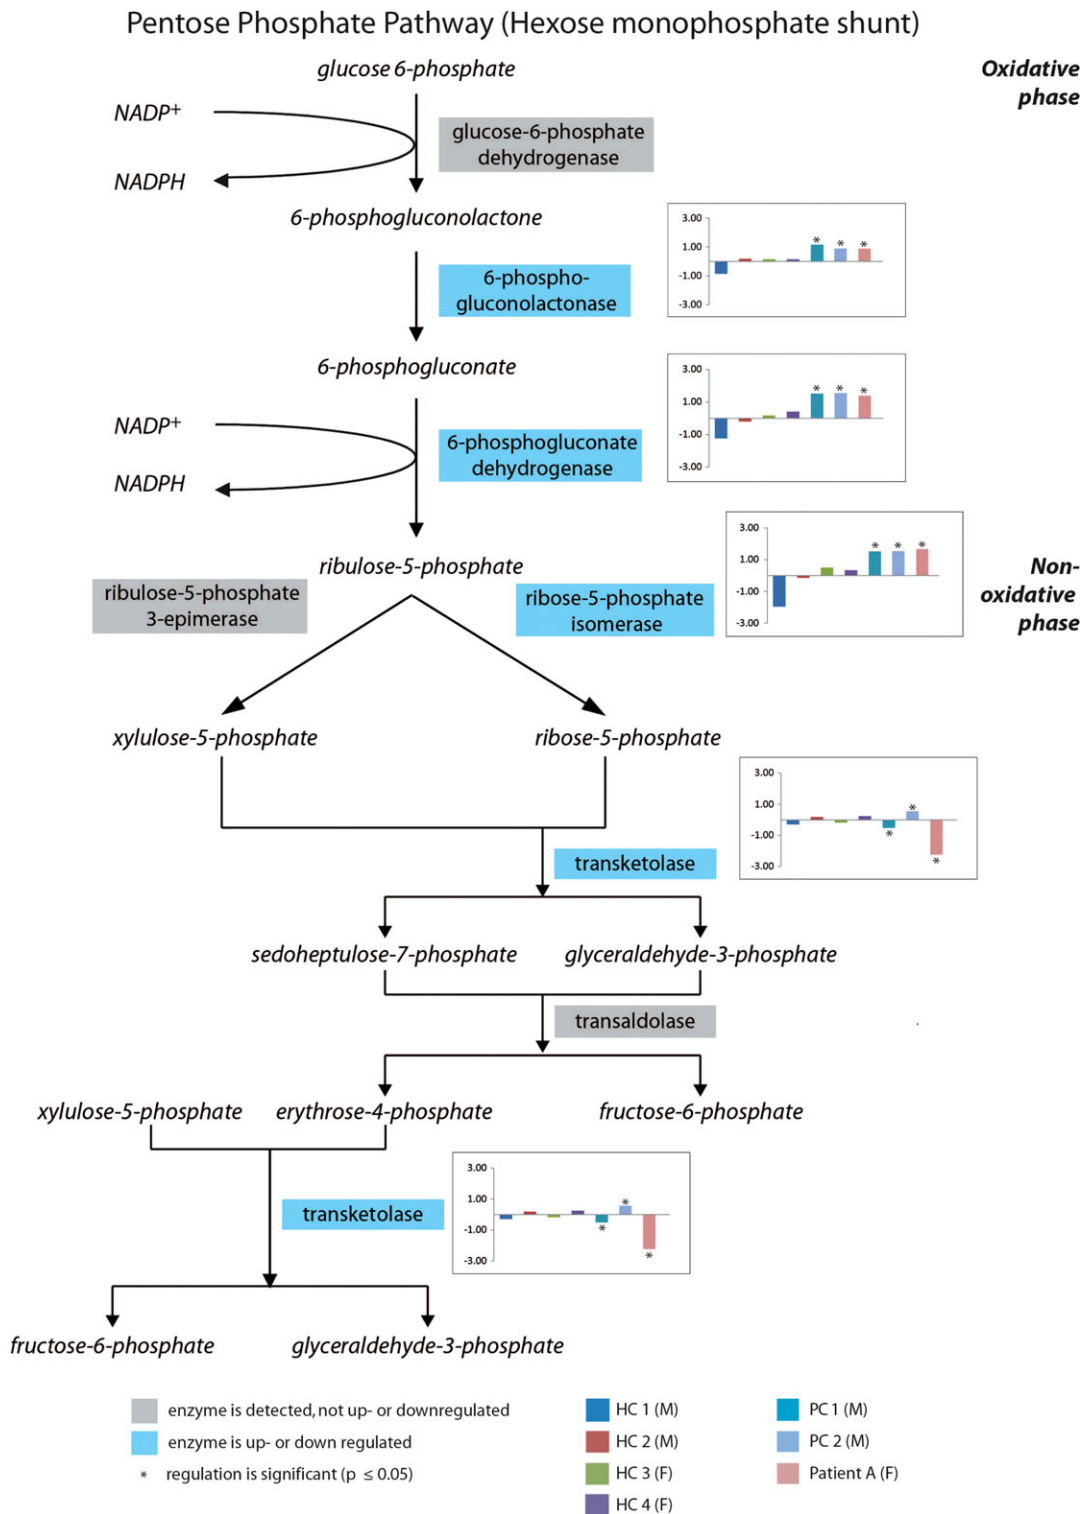 Pentose Phosphate Pathway (Hexose monophosphate shunt)
glucose 6-phosphate
Oxidative
phase
NADP+
glucose-6-phosphate
dehydrogenase
NADPH
6-phosphogluconolactone
3.00
1.00
-1.00
-3.00
* * *
6-phospho-
gluconolactonase
6-phosphogluconate
3.00
1.00
-1.00
-3.00
* * *
NADP+
6-phosphogluconate
dehydrogenase
NADPH
ribulose-5-phosphate
3.00
1.00
-1.00
-3.00
* * *
Non-
oxidative
phase
ribulose-5-phosphate
3-epimerase
ribose-5-phosphate
isomerase
xylulose-5-phosphate
ribose-5-phosphate
3.00
1.00
-1.00
-3.00
* * *
transketolase
sedoheptulose-7-phosphate
glyceraldehyde-3-phosphate
transaldolase
xylulose-5-phosphate
erythrose-4-phosphate
fructose-6-phosphate
3.00
1.00
-1.00
-3.00
* * *
transketolase
fructose-6-phosphate
glyceraldehyde-3-phosphate
enzyme is detected, not up- or downregulated
enzyme is up- or down regulated
* regulation is significant (p ≤ 0.05)
HC 1 (M)
HC 2 (M)
HC 3 (F)
HC 4 (F)
PC 1 (M)
PC 2 (M)
Patient A (F)